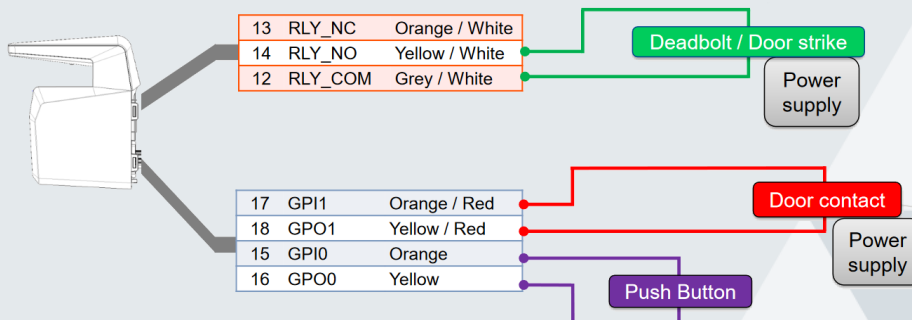 13 RLY_NC Orange / White
14 RLY_NO Yellow / White
12 RLY_COM Grey / White
Deadbolt / Door strike
Power
supply
17 GPI1 Orange / Red
18 GPO1 Yellow / Red
15 GPI0 Orange
16 GPO0 Yellow
Door contact
Power
supply
Push Button